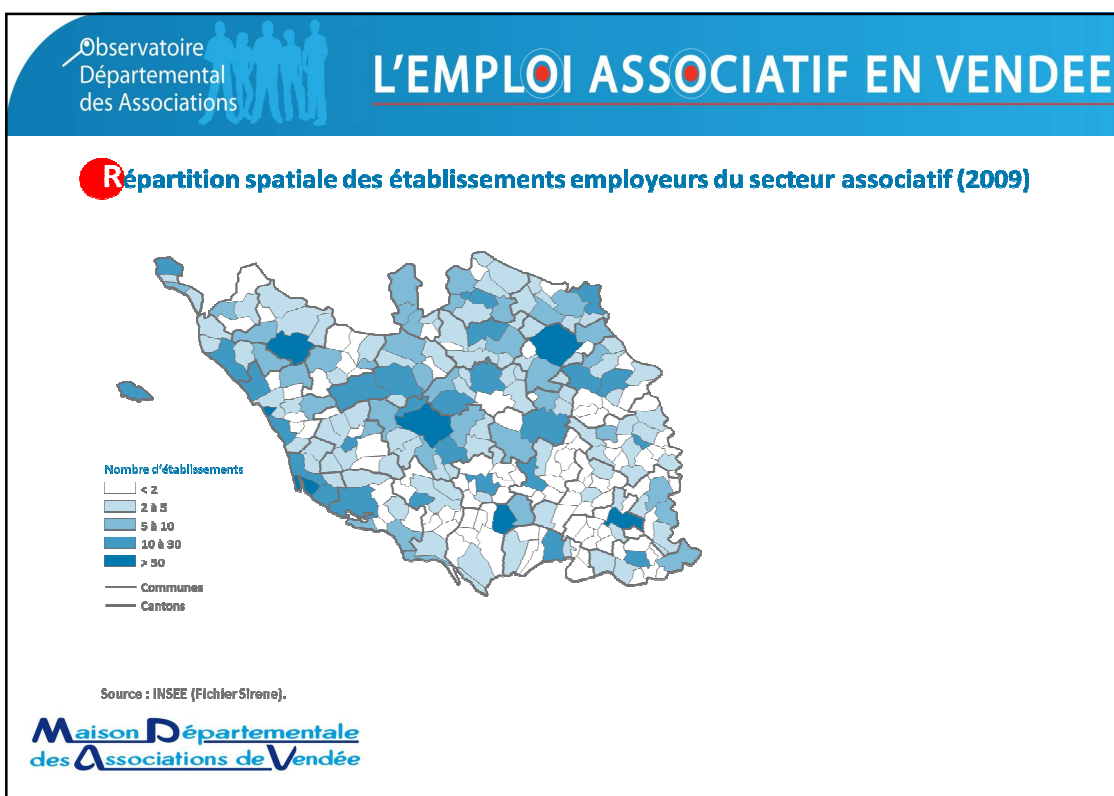 Observatoire
Départemental
des Associations
L'EMPLOI ASSOCIATIF EN VENDEE
Répartition spatiale des établissements employeurs du secteur associatif (2009)
Nombre d'établissements
< 2
2 à 5
5 à 10
10 à 30
> 30
Communes
Cantons
Source : INSEE (Fichier Sirene).
Maison Départementale
des Associations de Vendée